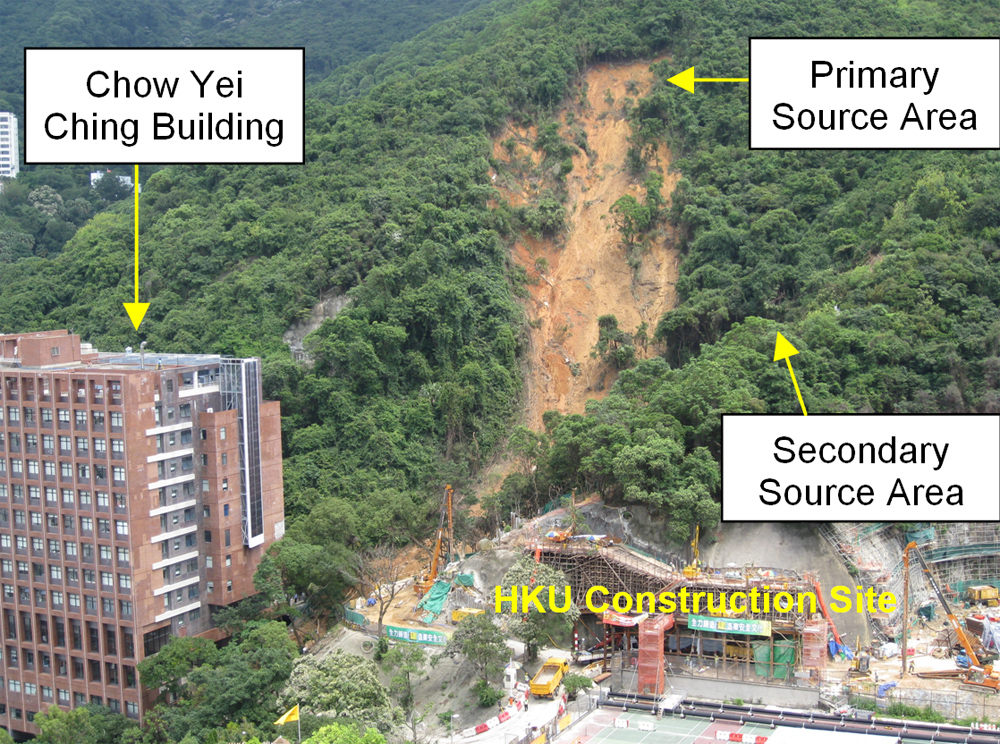 Chow Yei
Ching Building
Primary
Source Area
Secondary
Source Area
HKU Construction Site